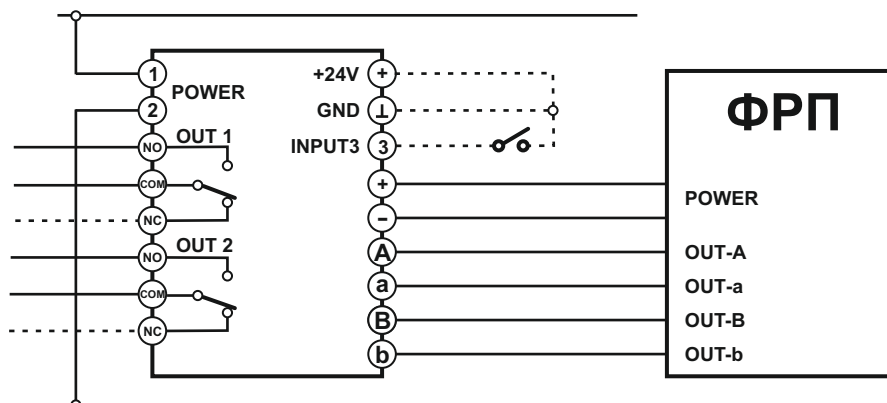 1
POWER
2
OUT 1
NO
COM
NC
OUT 2
NO
COM
NC
+24V +
GND ⊥
INPUT3 3
+
−
A
a
B
b
ФРП
POWER
OUT-A
OUT-a
OUT-B
OUT-b